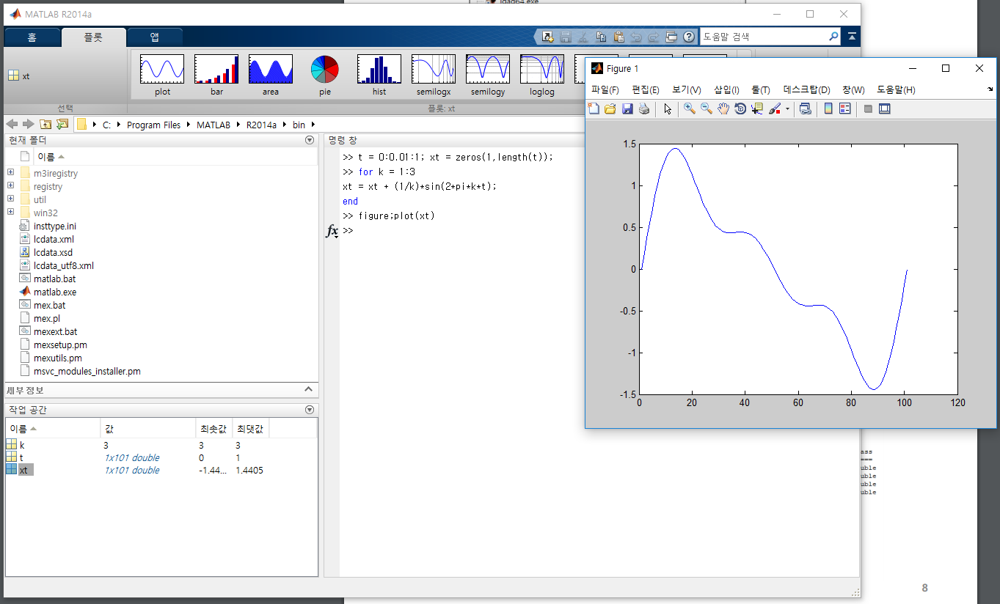 load64.exe
MATLAB R2014a
홈 플롯 앱
도움말 검색
xt
plot bar area pie hist semilogx semilogy loglog
선택 플롯: xt
C: Program Files MATLAB R2014a bin
현재 폴더
이름
m3iregistry
registry
util
win32
insttype.ini
lcdata.xml
lcdata.xsd
lcdata_utf8.xml
matlab.bat
matlab.exe
mex.bat
mex.pl
mexext.bat
mexsetup.pm
mexutils.pm
msvc_modules_installer.pm
세부 정보
작업 공간
이름 값 최솟값 최댓값
k 3 3 3
t 1x101 double 0 1
xt 1x101 double -1.44... 1.4405
명령 창
>> t = 0:0.01:1; xt = zeros(1,length(t));
>> for k = 1:3
xt = xt + (1/k)*sin(2*pi*k*t);
end
>> figure;plot(xt)
fx >>
Figure 1
파일(F) 편집(E) 보기(V) 삽입(I) 툴(T) 데스크탑(D) 창(W) 도움말(H)
1.5
1
0.5
0
-0.5
-1
-1.5
0 20 40 60 80 100 120
ass
===
uble
uble
uble
uble
8